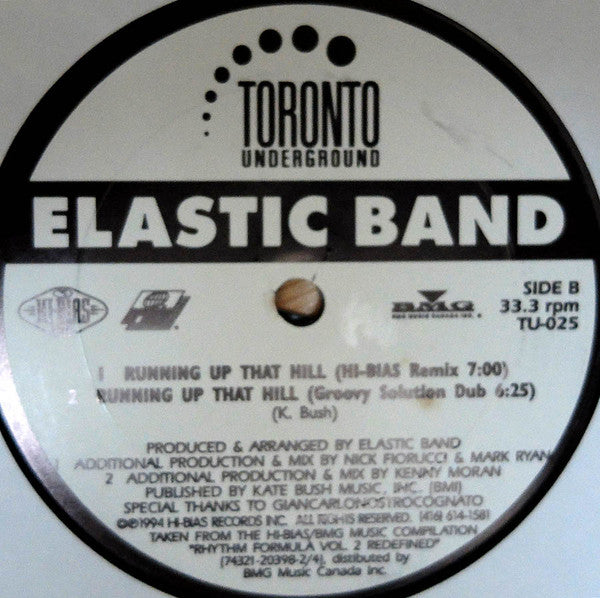 TORONTO
UNDERGROUND
ELASTIC BAND
HI-BIAS
BMG
SIDE B
33.3 rpm
TU-025
1 RUNNING UP THAT HILL (HI-BIAS Remix 7:00)
2 RUNNING UP THAT HILL (Groovy Solution Dub 6:25)
(K. Bush)
PRODUCED & ARRANGED BY ELASTIC BAND
1 ADDITIONAL PRODUCTION & MIX BY NICK FIORUCCI & MARK RYAN
2 ADDITIONAL PRODUCTION & MIX BY KENNY MORAN
PUBLISHED BY KATE BUSH MUSIC, INC. (BMI)
SPECIAL THANKS TO GIANCARLONOSTROCOGNATO
©℗1994 HI-BIAS RECORDS INC. ALL RIGHTS RESERVED. (416) 614-1581
TAKEN FROM THE HI-BIAS/BMG MUSIC COMPILATION
"RHYTHM FORMULA VOL. 2 REDEFINED"
(74321-20398-2/4), distributed by
BMG Music Canada Inc.